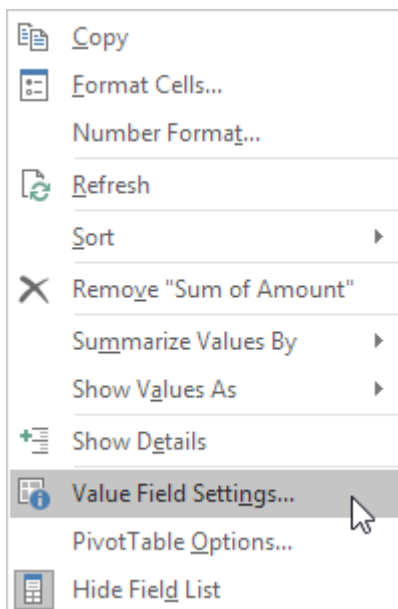 Copy
Format Cells...
Number Format...
Refresh
Sort
Remove "Sum of Amount"
Summarize Values By
Show Values As
Show Details
Value Field Settings...
PivotTable Options...
Hide Field List